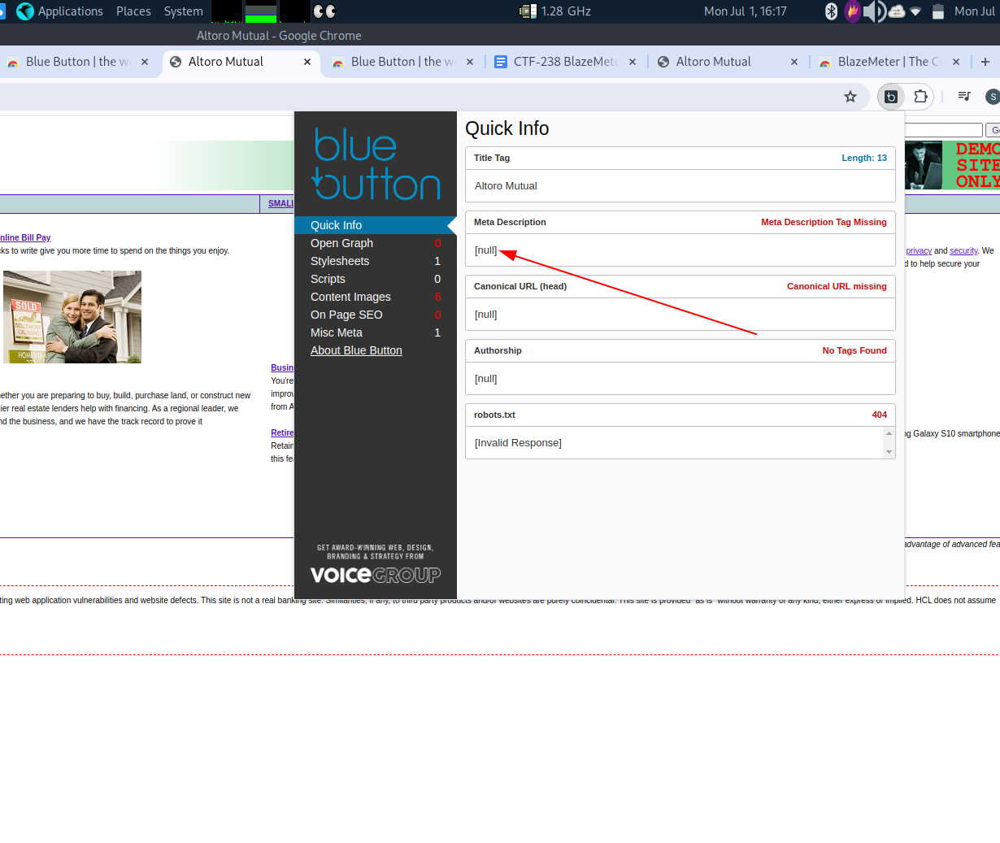 Applications Places System 1.28 GHz Mon Jul 1, 16:17 Mon Jul
Altoro Mutual - Google Chrome
Blue Button | the w Altoro Mutual Blue Button | the w CTF-238 BlazeMete Altoro Mutual BlazeMeter | The C
S
DEMO
SITE
ONLY
SMALL
nline Bill Pay
cks to write give you more time to spend on the things you enjoy.
SOLD
BELLEMONT
CROSSING
HOMESITE
ether you are preparing to buy, build, purchase land, or construct new
ier real estate lenders help with financing. As a regional leader, we
nd the business, and we have the track record to prove it
Busin
You're
improv
from A
Retire
Retain
this fe
blue
button
Quick Info
Open Graph 0
Stylesheets 1
Scripts 0
Content Images 6
On Page SEO 0
Misc Meta 1
About Blue Button
GET AWARD-WINNING WEB, DESIGN,
BRANDING & STRATEGY FROM
VOICEGROUP
Quick Info
Title Tag Length: 13
Altoro Mutual
Meta Description Meta Description Tag Missing
[null]
Canonical URL (head) Canonical URL missing
[null]
Authorship No Tags Found
[null]
robots.txt 404
[Invalid Response]
privacy and security. We
d to help secure your
ng Galaxy S10 smartphone
advantage of advanced fea
ting web application vulnerabilities and website defects. This site is not a real banking site. Similarities, if any, to third party products and/or websites are purely coincidental. This site is provided "as is" without warranty of any kind, either express or implied. HCL does not assume